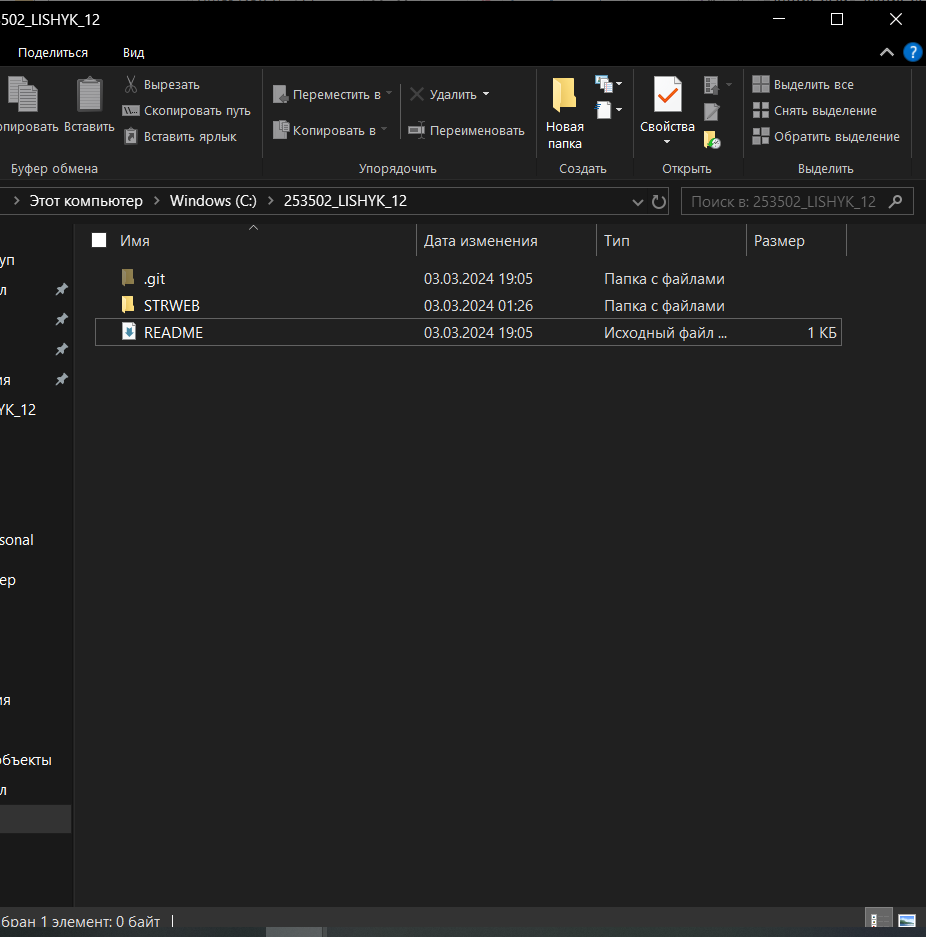 502_LISHYK_12
Поделиться Вид
Вырезать
Скопировать путь
Вставить ярлык
опировать Вставить
Буфер обмена
Переместить в
Копировать в
Удалить
Переименовать
Упорядочить
Новая
папка
Создать
Свойства
Открыть
Выделить все
Снять выделение
Обратить выделение
Выделить
Этот компьютер > Windows (C:) > 253502_LISHYK_12
Поиск в: 253502_LISHYK_12
Имя Дата изменения Тип Размер
.git 03.03.2024 19:05 Папка с файлами
STRWEB 03.03.2024 01:26 Папка с файлами
README 03.03.2024 19:05 Исходный файл ... 1 КБ
уп
л
ия
YK_12
sonal
ер
ия
объекты
л
бран 1 элемент: 0 байт